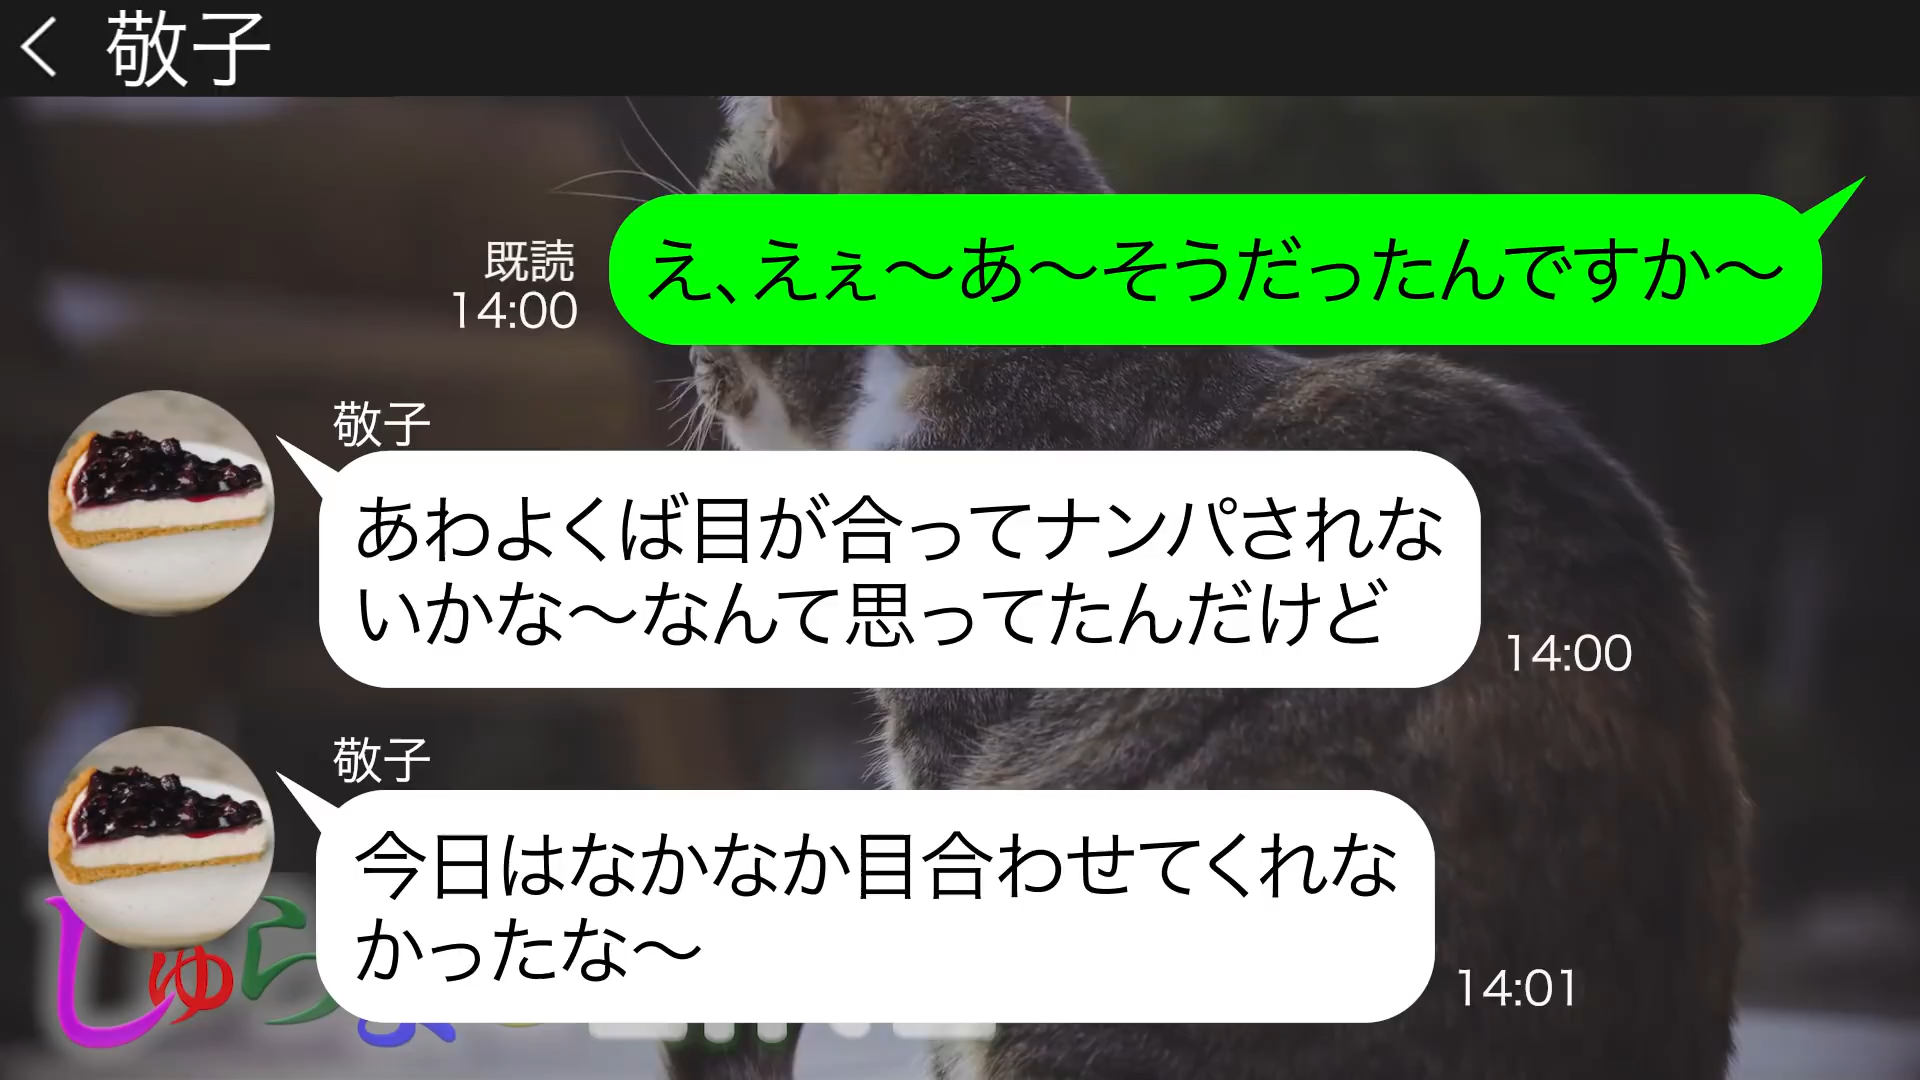 敬子
え、えぇ〜あ〜そうだったんですか〜
既読
14:00
敬子
あわよくば目が合ってナンパされな
いかな〜なんて思ってたんだけど
14:00
敬子
今日はなかなか目合わせてくれな
かったな〜
14:01
しゅら